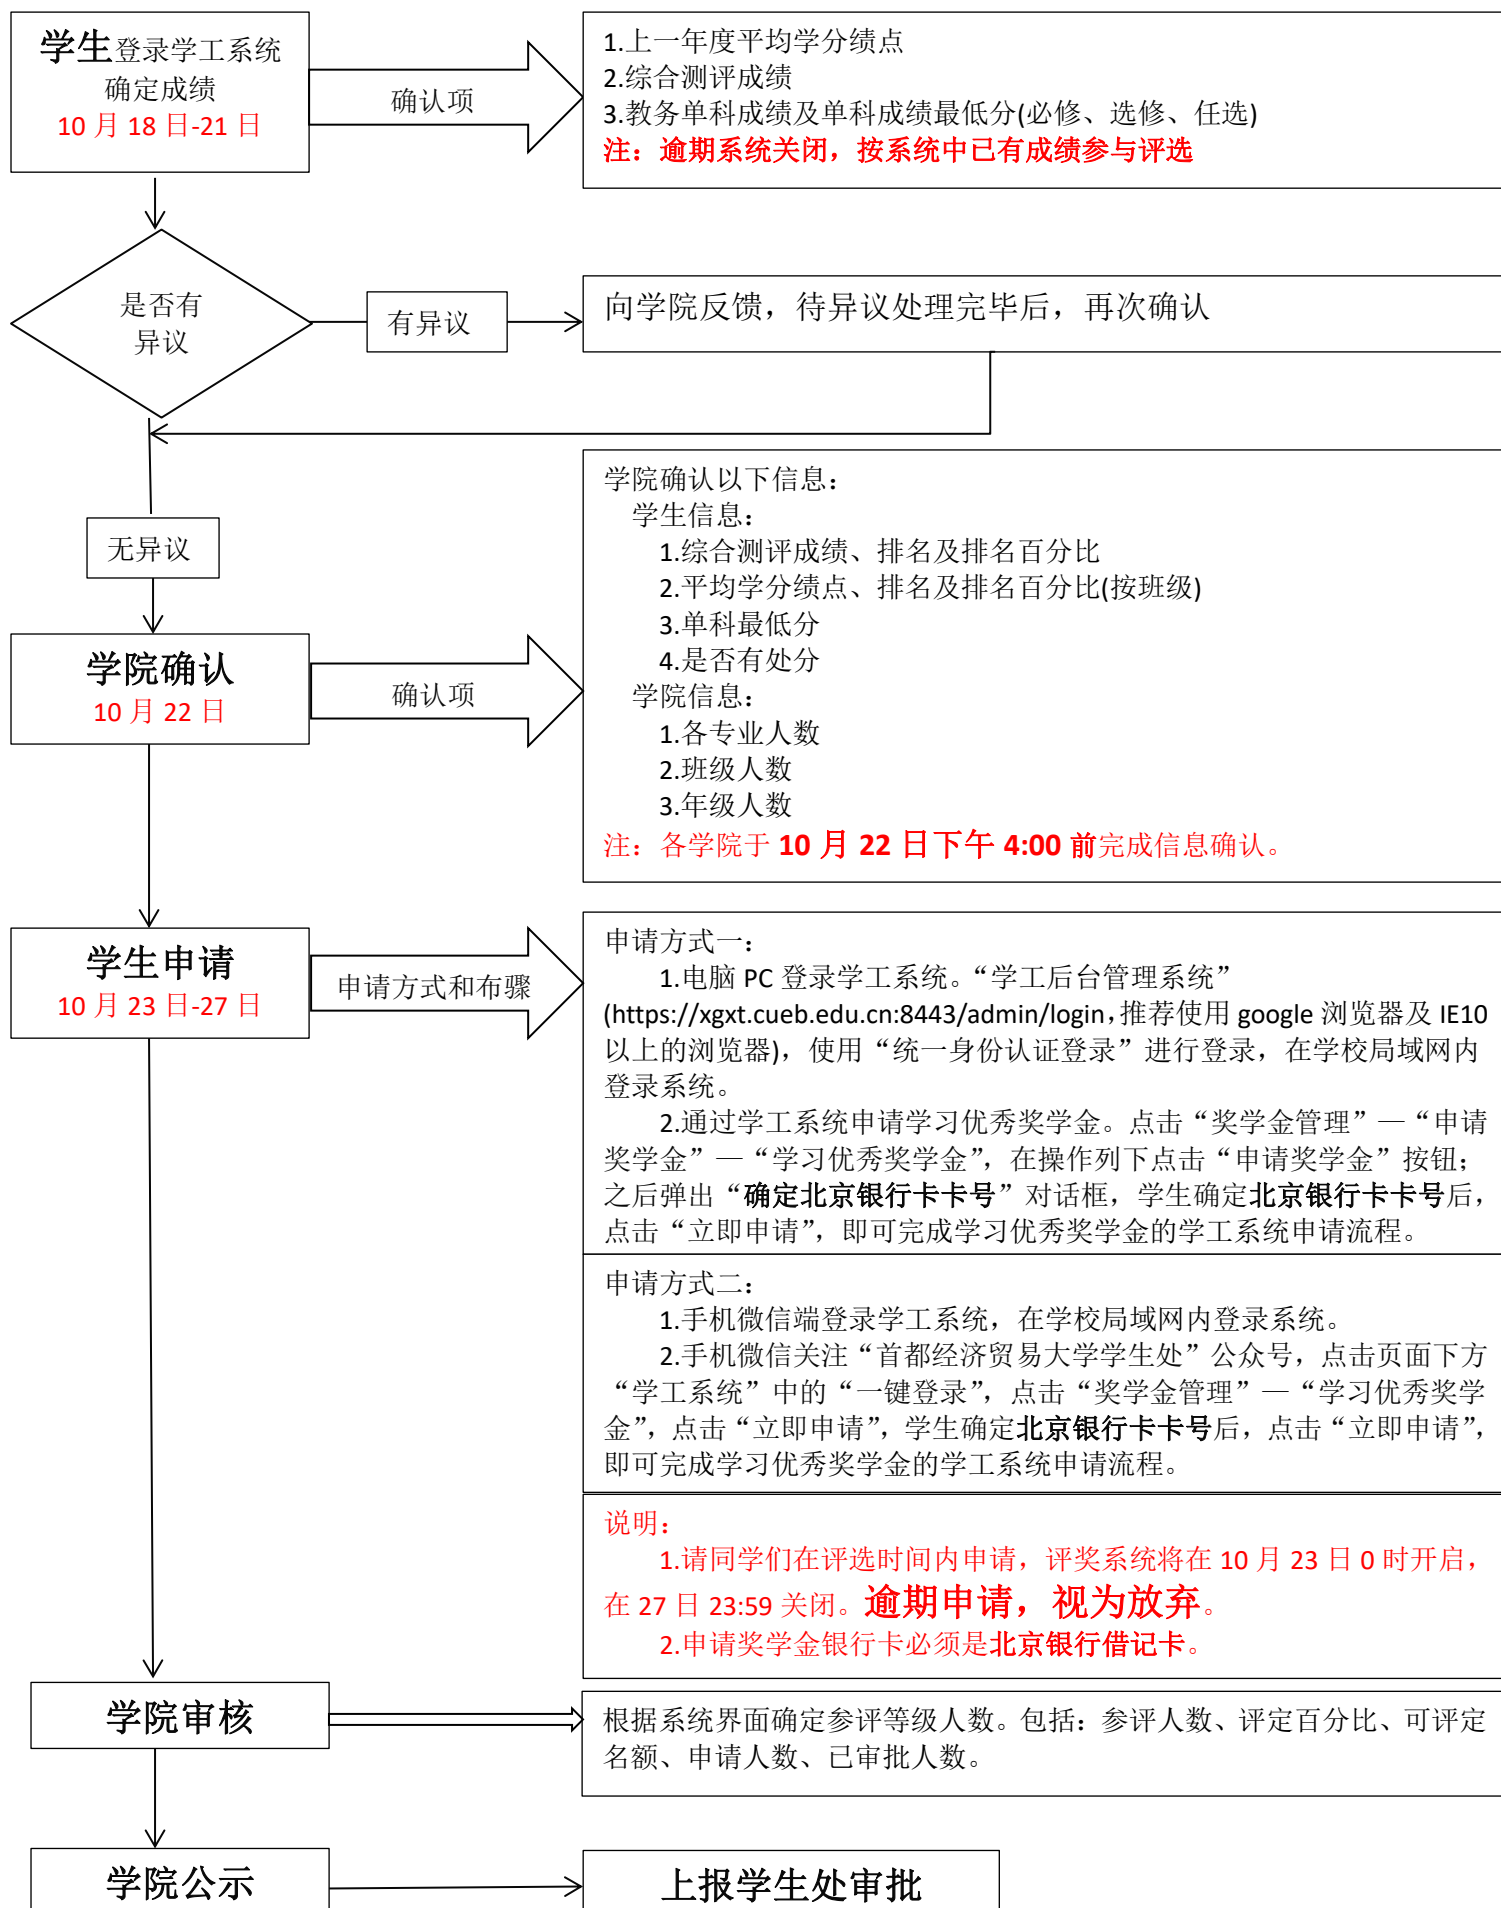 学生登录学工系统
确定成绩
10 月 18 日-21 日
确认项
1.上一年度平均学分绩点
2.综合测评成绩
3.教务单科成绩及单科成绩最低分(必修、选修、任选)
注：逾期系统关闭，按系统中已有成绩参与评选
是否有
异议
有异议
向学院反馈，待异议处理完毕后，再次确认
无异议
学院确认
10 月 22 日
确认项
学院确认以下信息：
学生信息：
1.综合测评成绩、排名及排名百分比
2.平均学分绩点、排名及排名百分比(按班级)
3.单科最低分
4.是否有处分
学院信息：
1.各专业人数
2.班级人数
3.年级人数
注：各学院于 10 月 22 日下午 4:00 前完成信息确认。
学生申请
10 月 23 日-27 日
申请方式和布骤
申请方式一：
1.电脑 PC 登录学工系统。“学工后台管理系统”
(https://xgxt.cueb.edu.cn:8443/admin/login，推荐使用 google 浏览器及 IE10
以上的浏览器)，使用“统一身份认证登录”进行登录，在学校局域网内
登录系统。
2.通过学工系统申请学习优秀奖学金。点击“奖学金管理”—“申请
奖学金”—“学习优秀奖学金”，在操作列下点击“申请奖学金”按钮；
之后弹出“确定北京银行卡卡号”对话框，学生确定北京银行卡卡号后，
点击“立即申请”，即可完成学习优秀奖学金的学工系统申请流程。
申请方式二：
1.手机微信端登录学工系统，在学校局域网内登录系统。
2.手机微信关注“首都经济贸易大学学生处”公众号，点击页面下方
“学工系统”中的“一键登录”，点击“奖学金管理”—“学习优秀奖学
金”，点击“立即申请”，学生确定北京银行卡卡号后，点击“立即申请”，
即可完成学习优秀奖学金的学工系统申请流程。
说明：
1.请同学们在评选时间内申请，评奖系统将在 10 月 23 日 0 时开启，
在 27 日 23:59 关闭。逾期申请，视为放弃。
2.申请奖学金银行卡必须是北京银行借记卡。
学院审核
根据系统界面确定参评等级人数。包括：参评人数、评定百分比、可评定
名额、申请人数、已审批人数。
学院公示
上报学生处审批